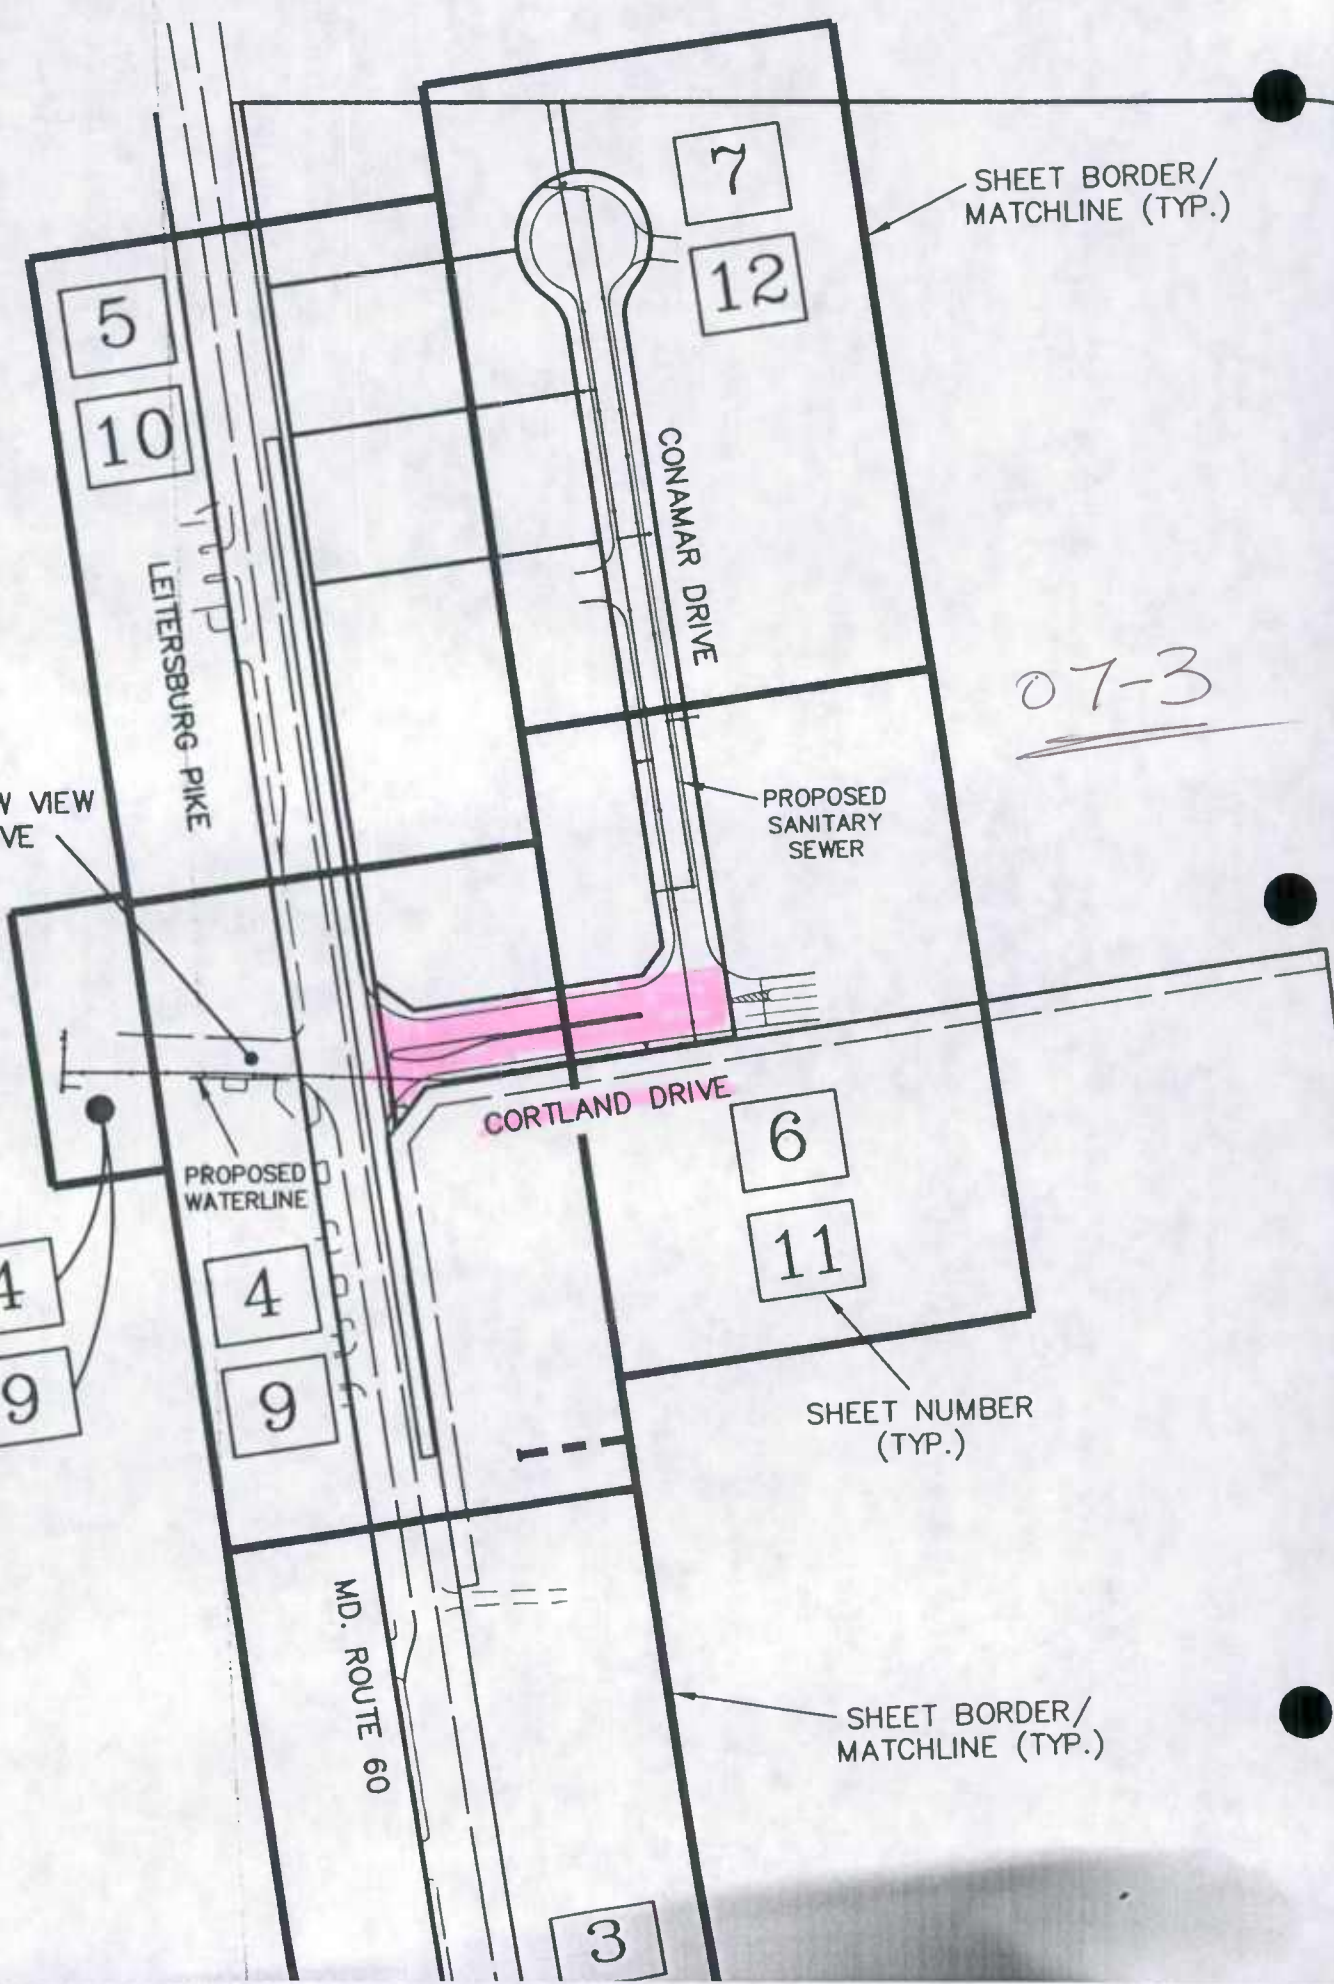 7
SHEET BORDER/
MATCHLINE (TYP.)
12
5
10
CONAMAR DRIVE
LEITERSBURG PIKE
07-3
VIEW
PROPOSED
SANITARY
SEWER
CORTLAND DRIVE
6
PROPOSED
WATERLINE
11
4
4
9
9
SHEET NUMBER
(TYP.)
MD. ROUTE 60
SHEET BORDER/
MATCHLINE (TYP.)
3